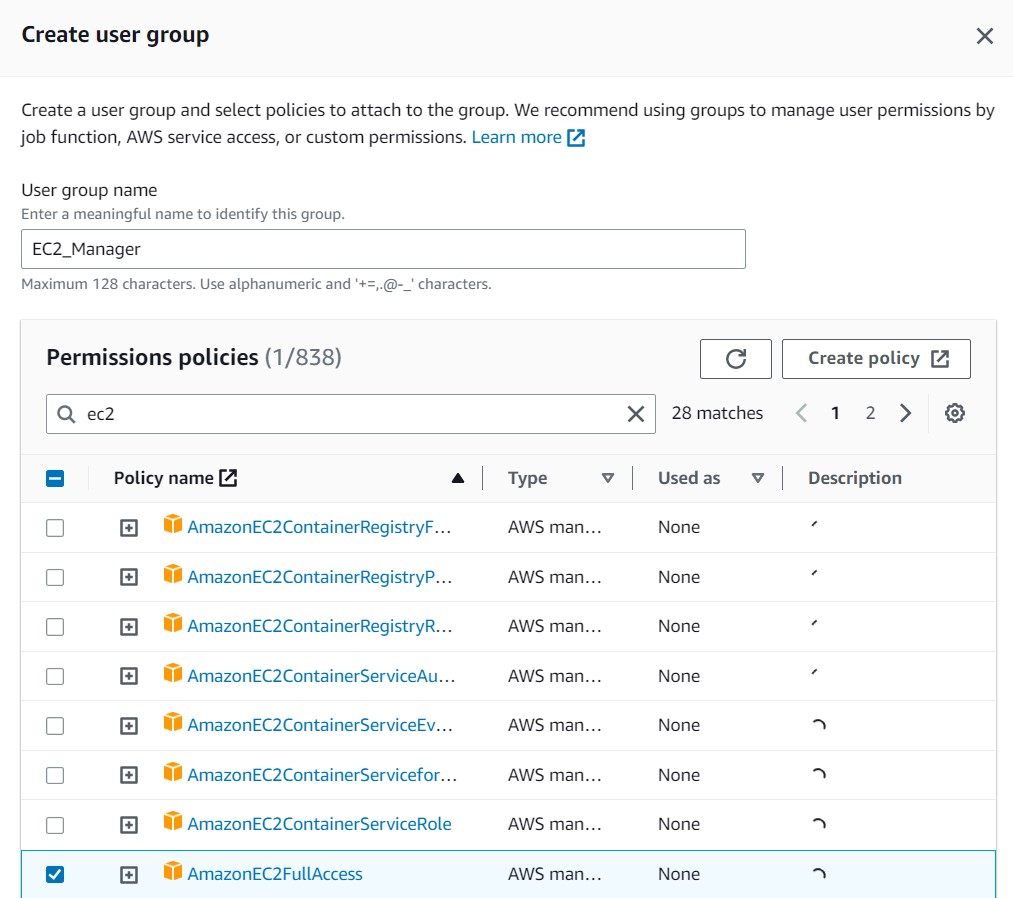 Create user group
Create a user group and select policies to attach to the group. We recommend using groups to manage user permissions by
job function, AWS service access, or custom permissions. Learn more
User group name
Enter a meaningful name to identify this group.
EC2_Manager
Maximum 128 characters. Use alphanumeric and '+=,.@-_' characters.
Permissions policies (1/838)
Create policy
ec2
28 matches
1 2
Policy name Type Used as Description
AmazonEC2ContainerRegistryF... AWS man... None
AmazonEC2ContainerRegistryP... AWS man... None
AmazonEC2ContainerRegistryR... AWS man... None
AmazonEC2ContainerServiceAu... AWS man... None
AmazonEC2ContainerServiceEv... AWS man... None
AmazonEC2ContainerServicefor... AWS man... None
AmazonEC2ContainerServiceRole AWS man... None
AmazonEC2FullAccess AWS man... None